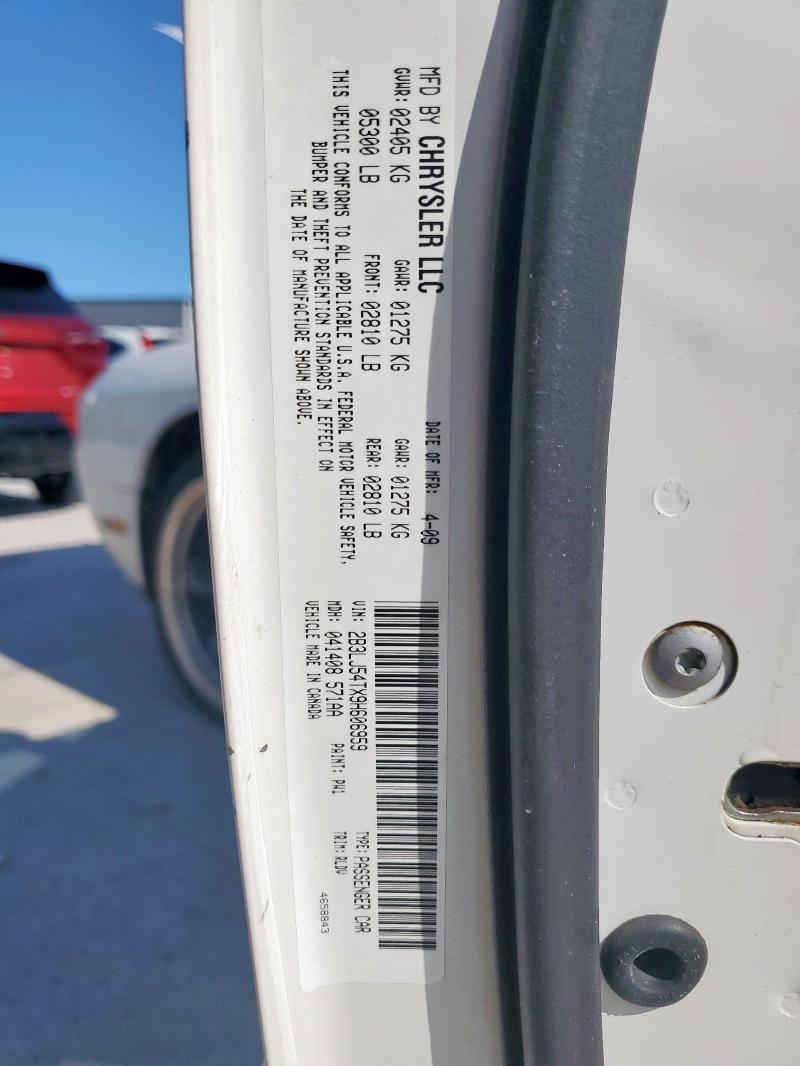 MFD BY CHRYSLER LLC DATE OF MFR: 4-09
GVWR: 02405 KG GAWR: 01275 KG GAWR: 01275 KG
05300 LB FRONT: 02810 LB REAR: 02810 LB
THIS VEHICLE CONFORMS TO ALL APPLICABLE U.S.A. FEDERAL MOTOR VEHICLE SAFETY,
BUMPER AND THEFT PREVENTION STANDARDS IN EFFECT ON
THE DATE OF MANUFACTURE SHOWN ABOVE.
VIN: 2B3LJ54TX9H606959 TYPE: PASSENGER CAR
MDH: 041408 571AA PAINT: PW1 TRIM: RLDV
VEHICLE MADE IN CANADA 4658843